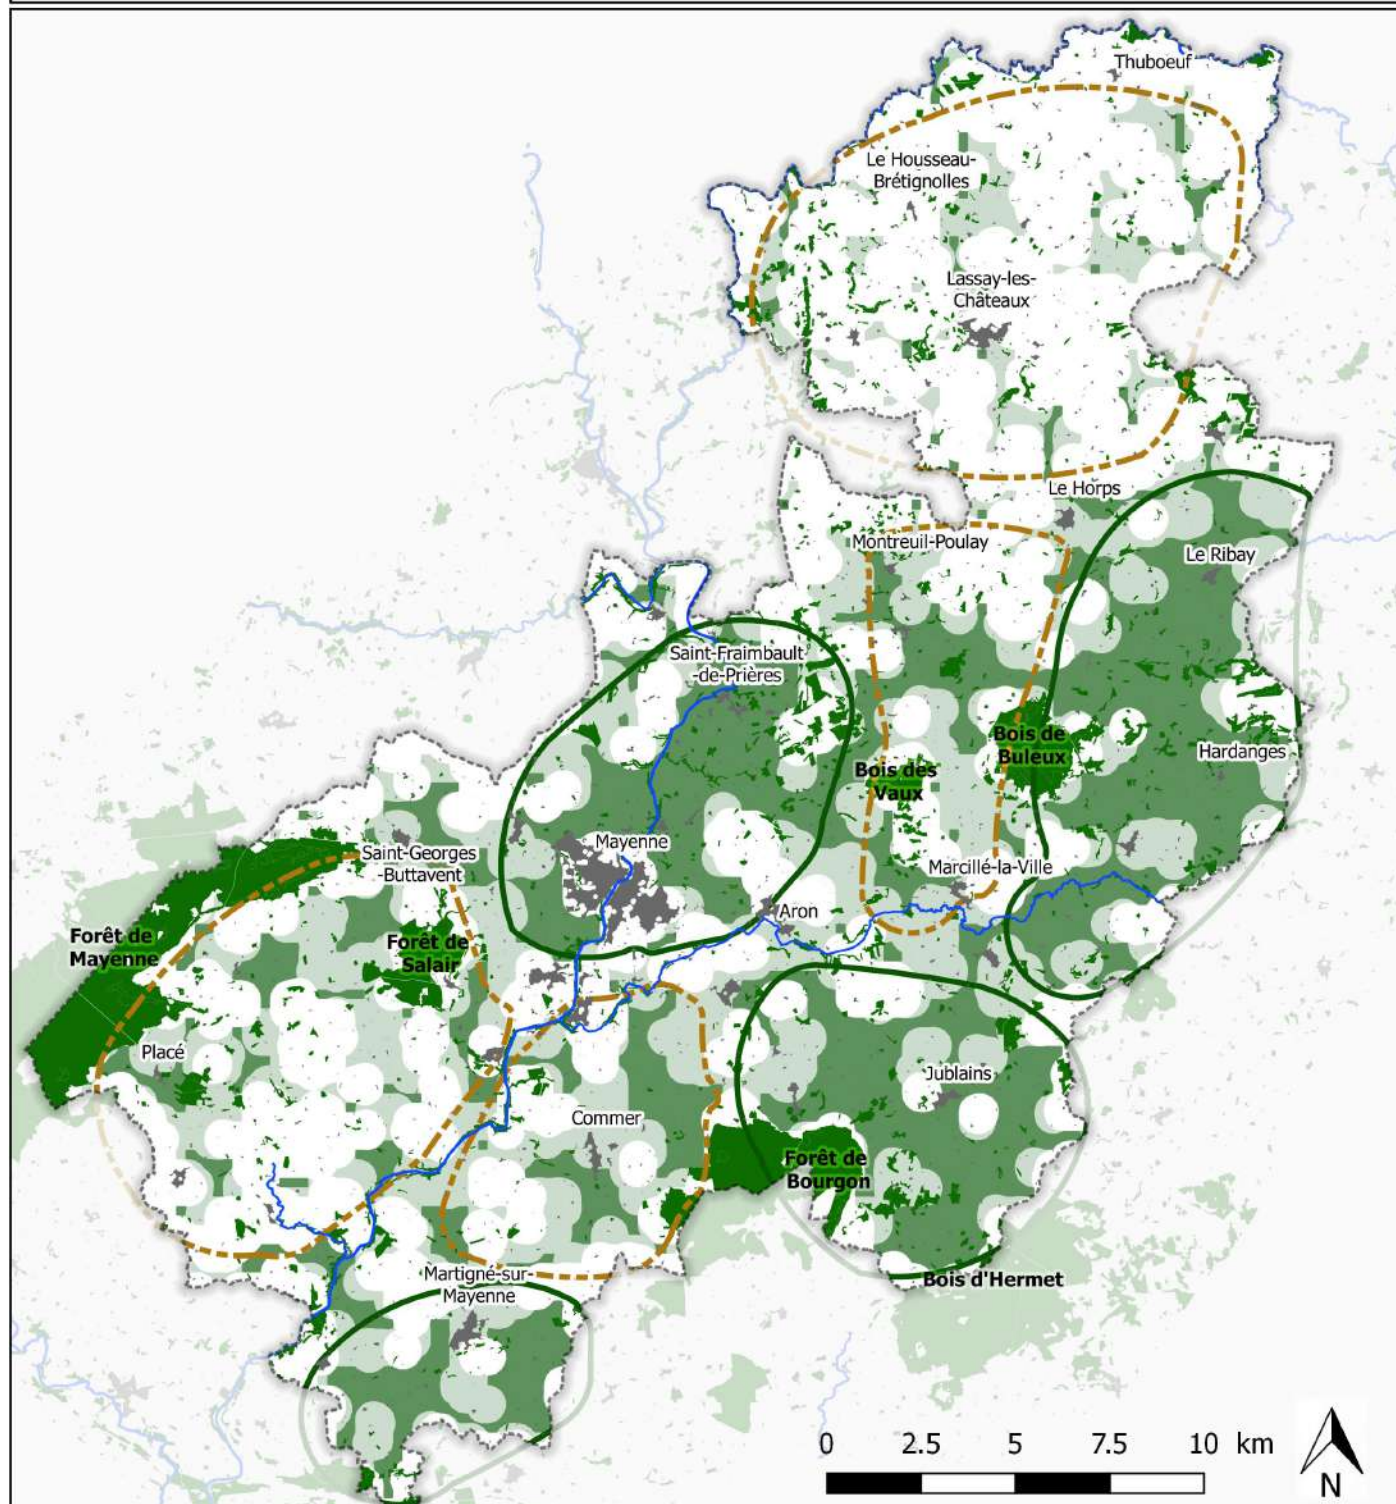 Thuboeuf
Le Housseau-
Brétignolles
Lassay-les-
Châteaux
Le Horps
Montreuil-Poulay
Le Ribay
Saint-Fraimbault
-de-Prières
Bois de
Buleux
Hardanges
Bois des
Vaux
Mayenne
Saint-Georges
-Buttavent
Marcillé-la-Ville
Aron
Forêt de
Mayenne
Forêt de
Salair
Placé
Jublains
Commer
Forêt de
Bourgon
Bois d'Hermet
Martigné-sur-
Mayenne
0 2.5 5 7.5 10 km
N